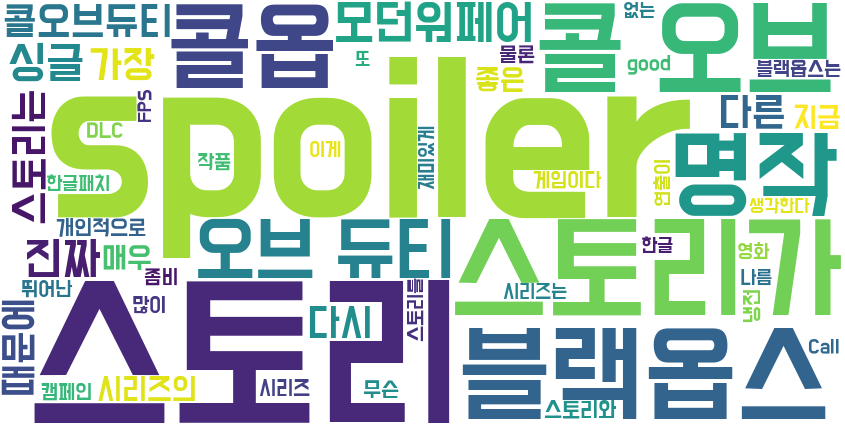 콜오브듀티
콜옵
모던워페어
콜 오브
없는
싱글
가장
또
물론
좋은
good
블랙옵스는
spoiler
FPS
DLC
스토리는
한글패치
작품
이게
재미있게
게임이다
연출이
다른
지금
명작
생각한다
개인적으로
진짜
매우
좀비
오브 듀티
스토리가
한글
영화
나름
냉전
뛰어난
많이
때문에
스토리
스토리를
다시
시리즈는
블랙옵스
Call
캠페인
시리즈의
시리즈
무슨
스토리와